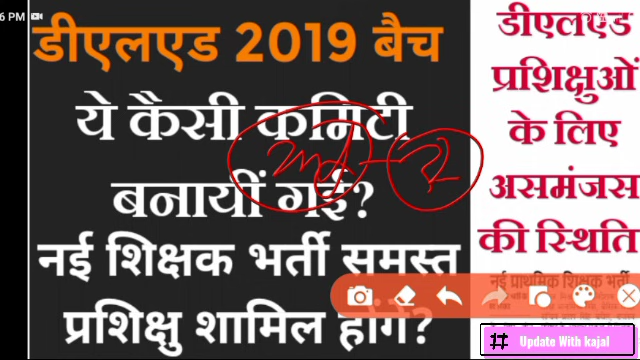 6 PM
डीएलएड 2019 बैच
ये कैसी कमिटी
बनायीं गई?
नई शिक्षक भर्ती समस्त
प्रशिक्षु शामिल होगें?
डीएलएड
प्रशिक्षुओं
के लिए
असमंजस
की स्थिति
नई प्राथमिक शिक्षक भर्ती
# Update With kajal